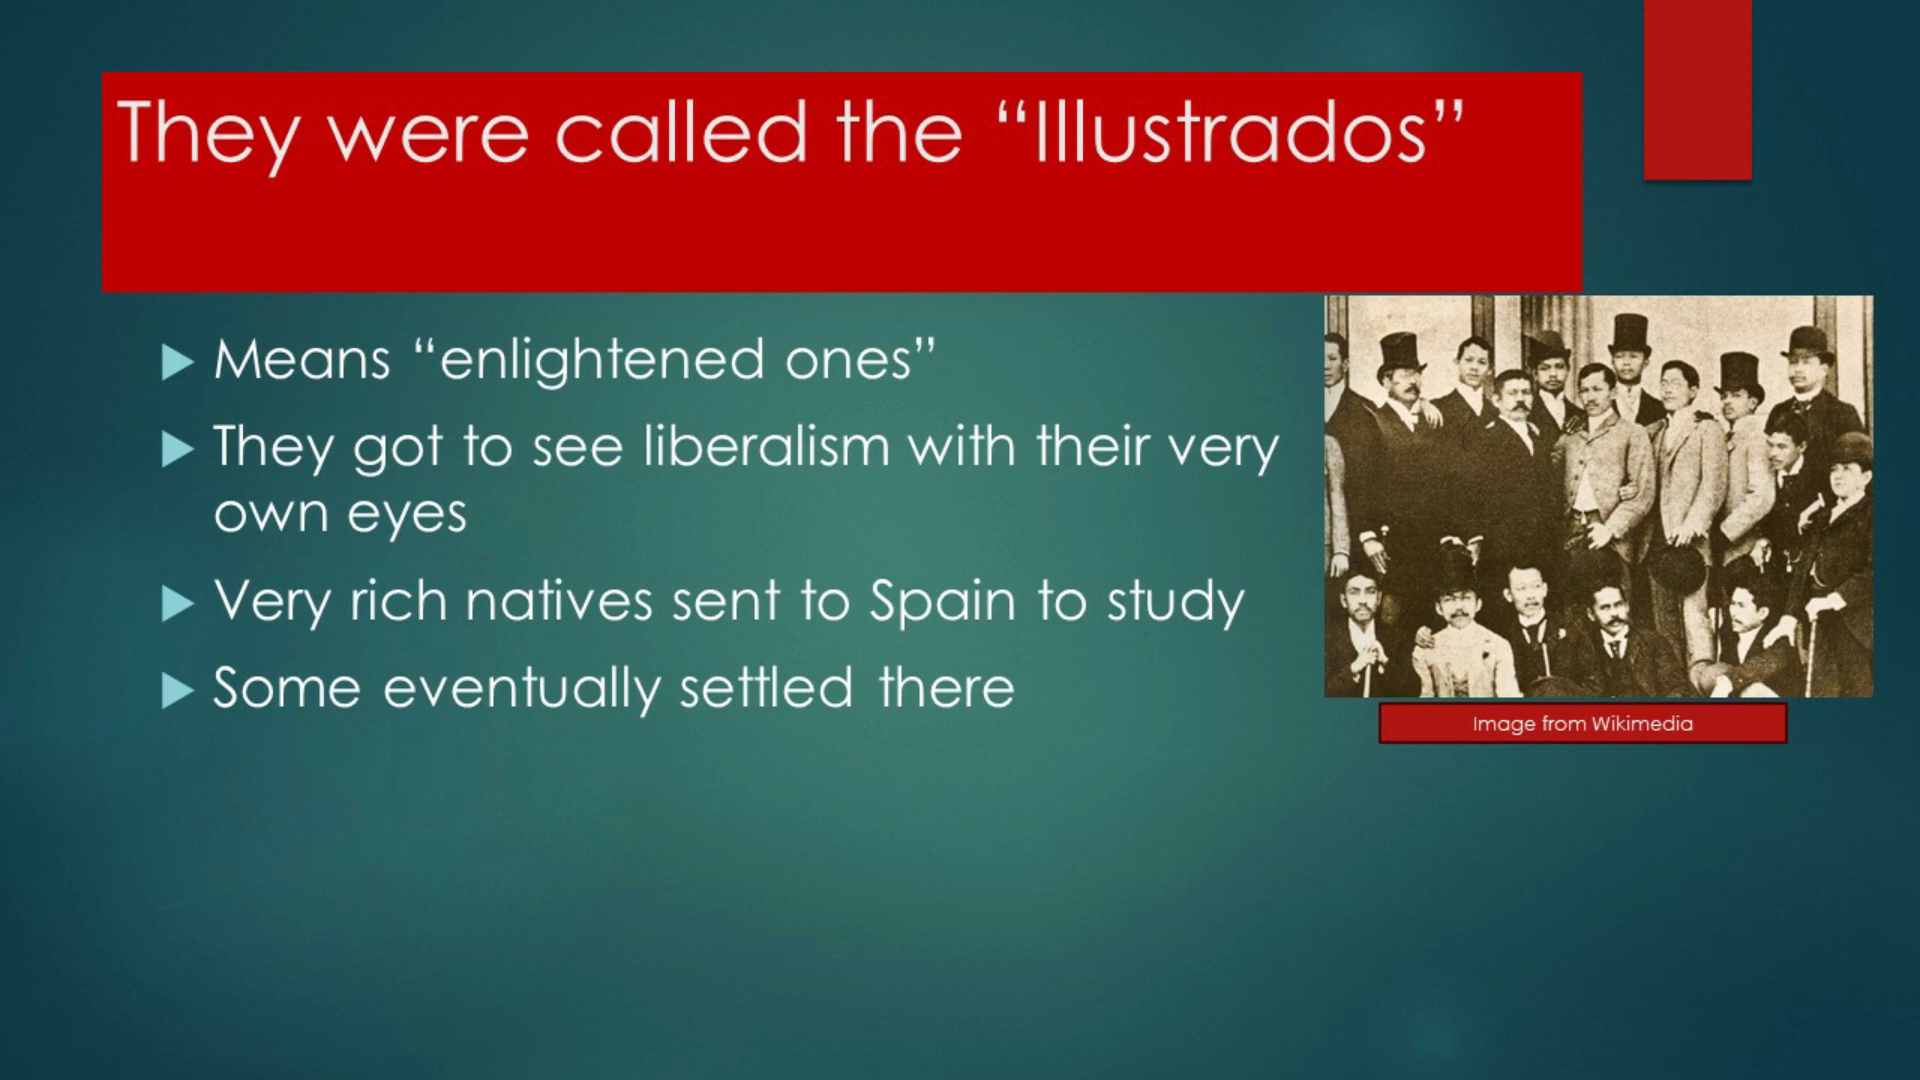 They were called the “Illustrados”
Means “enlightened ones”
They got to see liberalism with their very
own eyes
Very rich natives sent to Spain to study
Some eventually settled there
Image from Wikimedia